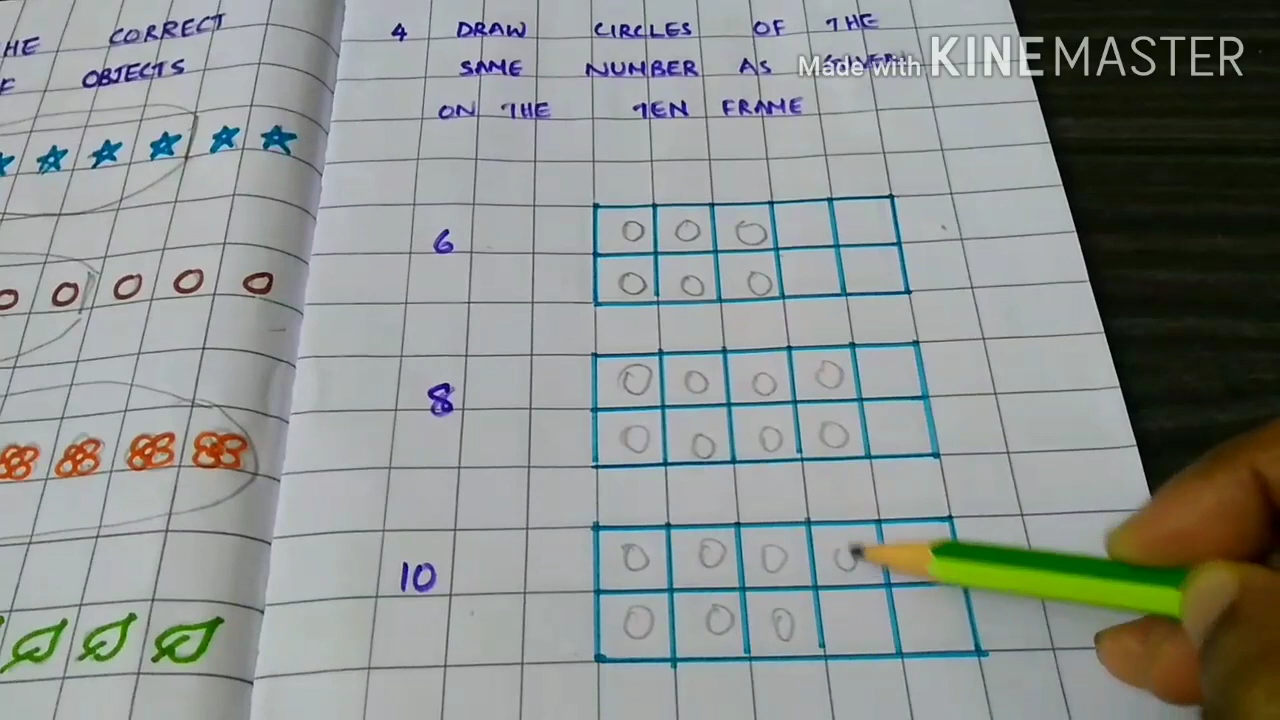 HE CORRECT
F OBJECTS
4 DRAW CIRCLES OF THE
SAME NUMBER AS
ON THE TEN FRAME
Made with KINEMASTER
6
8
10